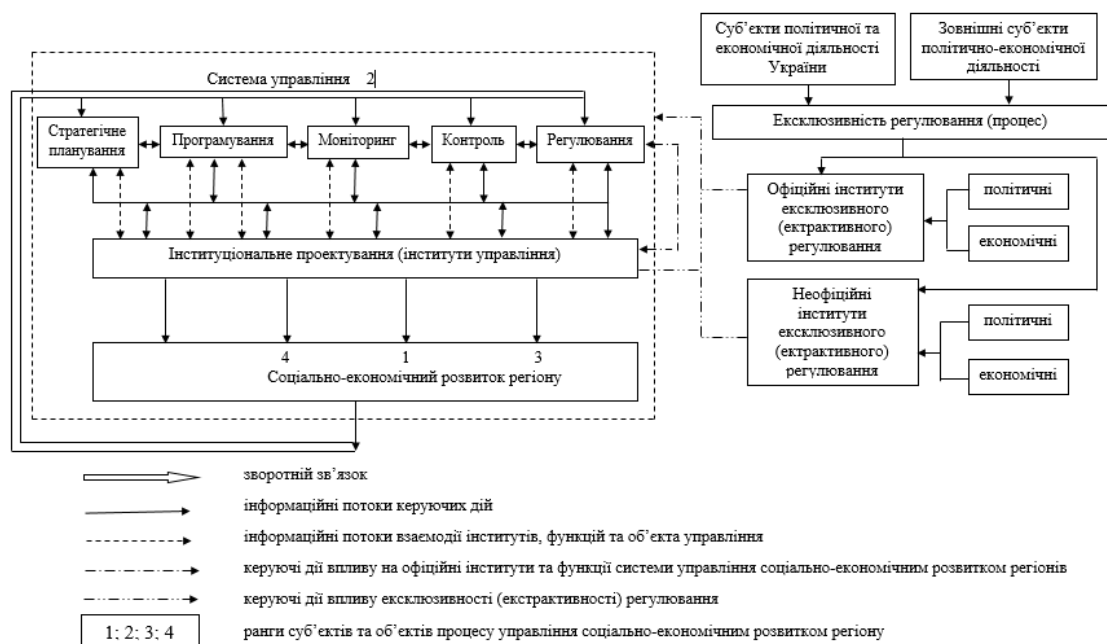 Суб’єкти політичної та
економічної діяльності
України
Зовнішні суб’єкти
політично-економічної
діяльності
Система управління 2
Ексклюзивність регулювання (процес)
Стратегічне
планування
Програмування
Моніторинг
Контроль
Регулювання
Офіційні інститути
ексклюзивного
(ектрактивного)
регулювання
політичні
економічні
Інституціональне проектування (інститути управління)
Неофіційні
інститути
ексклюзивного
(ектрактивного)
регулювання
політичні
економічні
4 1 3
Соціально-економічний розвиток регіону
зворотній зв’язок
інформаційні потоки керуючих дій
інформаційні потоки взаємодії інститутів, функцій та об’єкта управління
керуючі дії впливу на офіційні інститути та функції системи управління соціально-економічним розвитком регіонів
керуючі дії впливу ексклюзивності (екстрактивності) регулювання
1; 2; 3; 4
ранги суб’єктів та об’єктів процесу управління соціально-економічним розвитком регіону